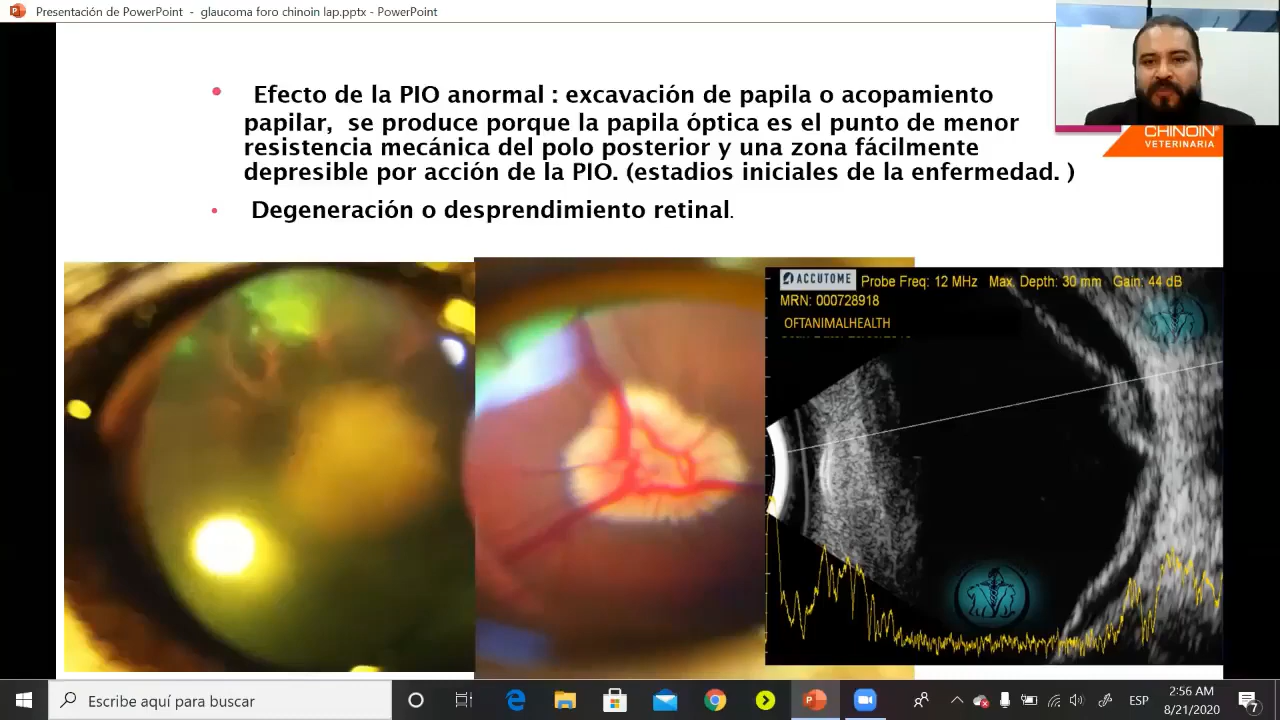 Presentación de PowerPoint - glaucoma foro chinoin lap.pptx - PowerPoint
• Efecto de la PIO anormal : excavación de papila o acopamiento
papilar, se produce porque la papila óptica es el punto de menor
resistencia mecánica del polo posterior y una zona fácilmente
depresible por acción de la PIO. (estadios iniciales de la enfermedad. )
• Degeneración o desprendimiento retinal.
CHINOIN®
VETERINARIA
ACCUTOME Probe Freq: 12 MHz Max. Depth: 30 mm Gain: 44 dB
MRN: 000728918
OFTANIMALHEALTH
Escribe aquí para buscar
ESP
2:56 AM
8/21/2020
7